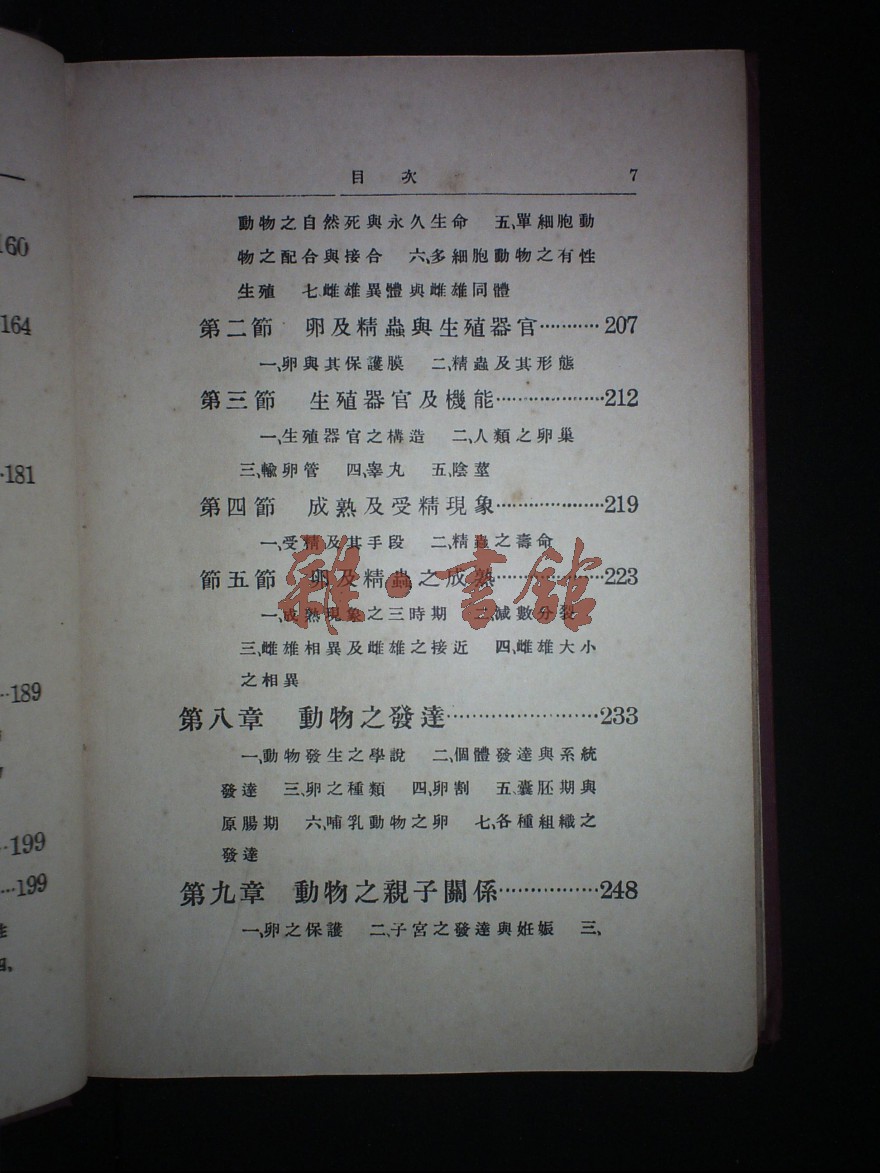 160
164
181
189
199
199
目次 7
動物之自然死與永久生命 五、單細胞動
物之配合與接合 六、多細胞動物之有性
生殖 七、雌雄異體與雌雄同體
第二節 卵及精蟲與生殖器官…………207
一、卵與其保護膜 二、精蟲及其形態
第三節 生殖器官及機能…………………212
一、生殖器官之構造 二、人類之卵巢
三、輸卵管 四、睾丸 五、陰莖
第四節 成熟及受精現象…………………219
一、受精及其手段 二、精蟲之壽命
節五節 卵及精蟲之成熟…………………223
一、成熟現象之三時期 二、減數分裂
三、雌雄相異及雌雄之接近 四、雌雄大小
之相異
第八章 動物之發達……………………233
一、動物發生之學說 二、個體發達與系統
發達 三、卵之種類 四、卵割 五、囊胚期與
原腸期 六、哺乳動物之卵 七、各種組織之
發達
第九章 動物之親子關係………………248
一、卵之保護 二、子宮之發達與姙娠 三、
雜·書館